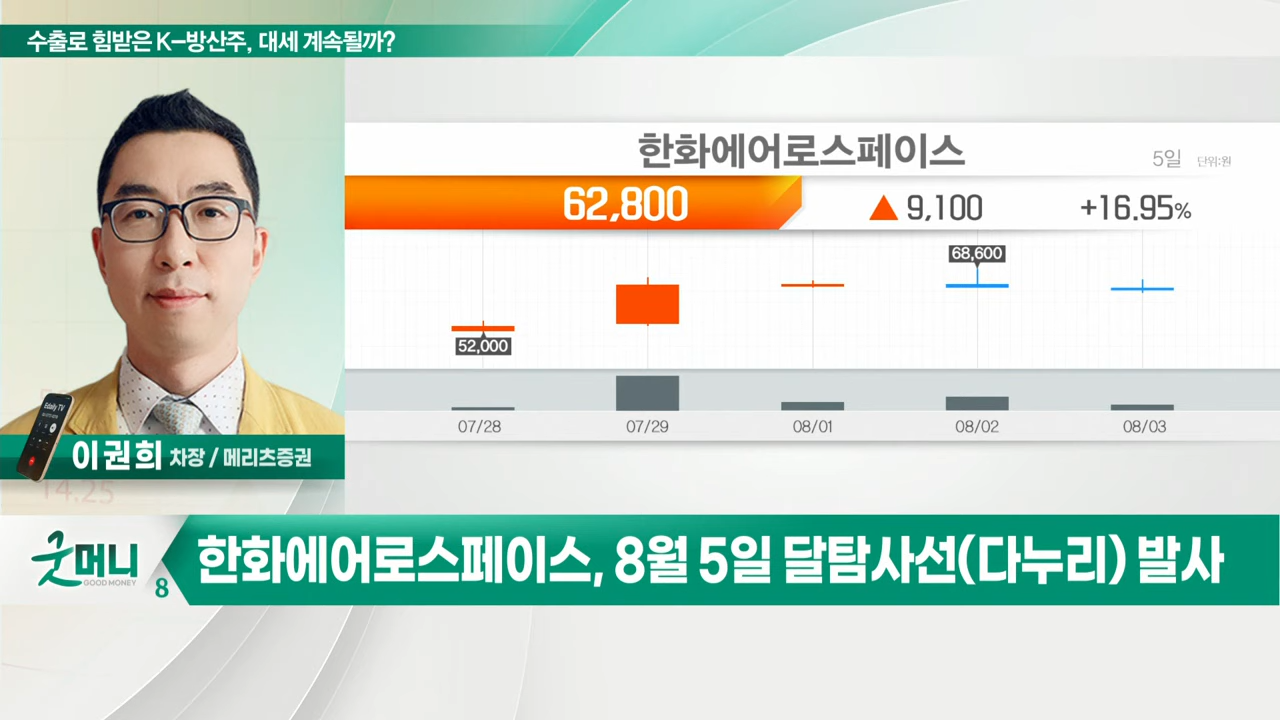 수출로 힘받은 K-방산주, 대세 계속될까?
한화에어로스페이스
5일 단위:원
62,800 ▲ 9,100 +16.95%
68,600
52,000
07/28 07/29 08/01 08/02 08/03
Edaily TV
이권희 차장 / 메리츠증권
14.25
굿머니
GOOD MONEY
8
한화에어로스페이스, 8월 5일 달탐사선(다누리) 발사